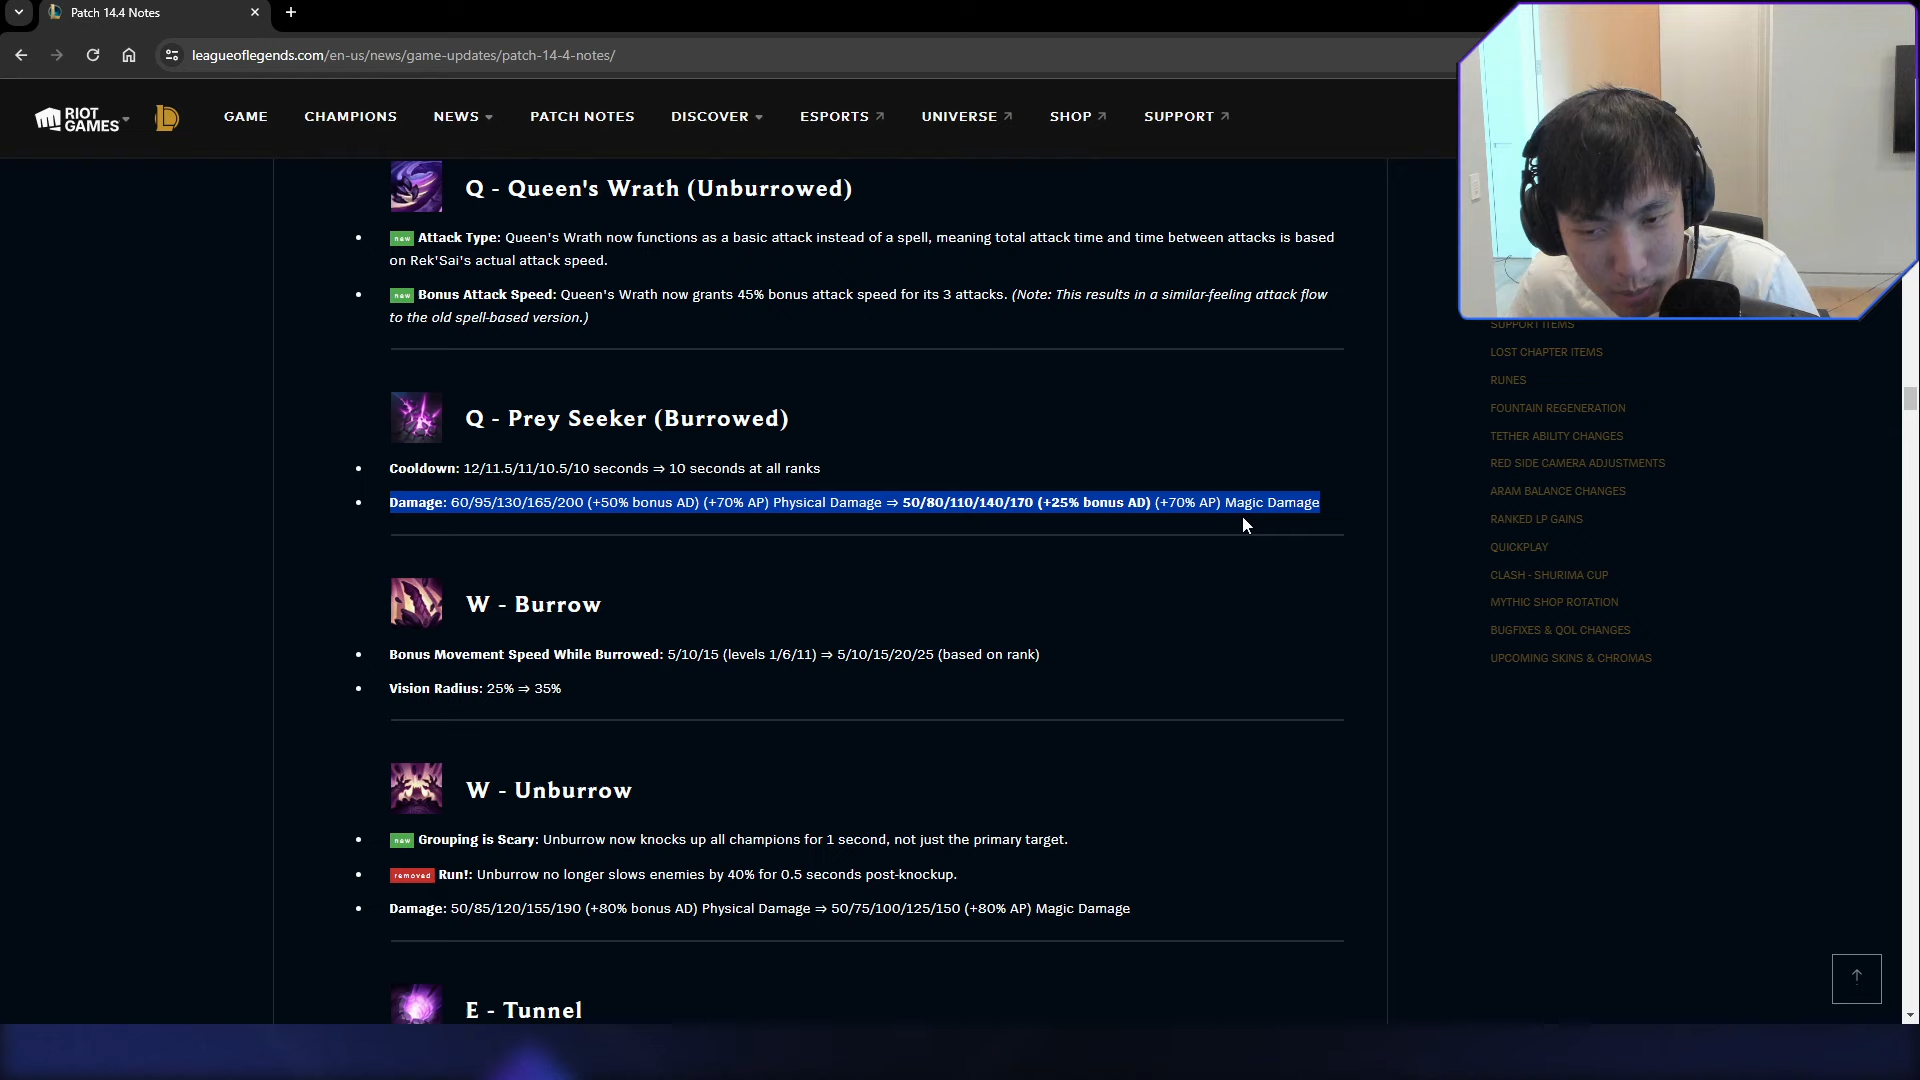 Patch 14.4 Notes
leagueoflegends.com/en-us/news/game-updates/patch-14-4-notes/
RIOT GAMES
GAME CHAMPIONS NEWS PATCH NOTES DISCOVER ESPORTS UNIVERSE SHOP SUPPORT
Q - Queen's Wrath (Unburrowed)
• new Attack Type: Queen's Wrath now functions as a basic attack instead of a spell, meaning total attack time and time between attacks is based
on Rek'Sai's actual attack speed.
• new Bonus Attack Speed: Queen's Wrath now grants 45% bonus attack speed for its 3 attacks. (Note: This results in a similar-feeling attack flow
to the old spell-based version.)
Q - Prey Seeker (Burrowed)
• Cooldown: 12/11.5/11/10.5/10 seconds ⇒ 10 seconds at all ranks
• Damage: 60/95/130/165/200 (+50% bonus AD) (+70% AP) Physical Damage ⇒ 50/80/110/140/170 (+25% bonus AD) (+70% AP) Magic Damage
W - Burrow
• Bonus Movement Speed While Burrowed: 5/10/15 (levels 1/6/11) ⇒ 5/10/15/20/25 (based on rank)
• Vision Radius: 25% ⇒ 35%
W - Unburrow
• new Grouping is Scary: Unburrow now knocks up all champions for 1 second, not just the primary target.
• removed Run!: Unburrow no longer slows enemies by 40% for 0.5 seconds post-knockup.
• Damage: 50/85/120/155/190 (+80% bonus AD) Physical Damage ⇒ 50/75/100/125/150 (+80% AP) Magic Damage
E - Tunnel
SUPPORT ITEMS
LOST CHAPTER ITEMS
RUNES
FOUNTAIN REGENERATION
TETHER ABILITY CHANGES
RED SIDE CAMERA ADJUSTMENTS
ARAM BALANCE CHANGES
RANKED LP GAINS
QUICKPLAY
CLASH - SHURIMA CUP
MYTHIC SHOP ROTATION
BUGFIXES & QOL CHANGES
UPCOMING SKINS & CHROMAS